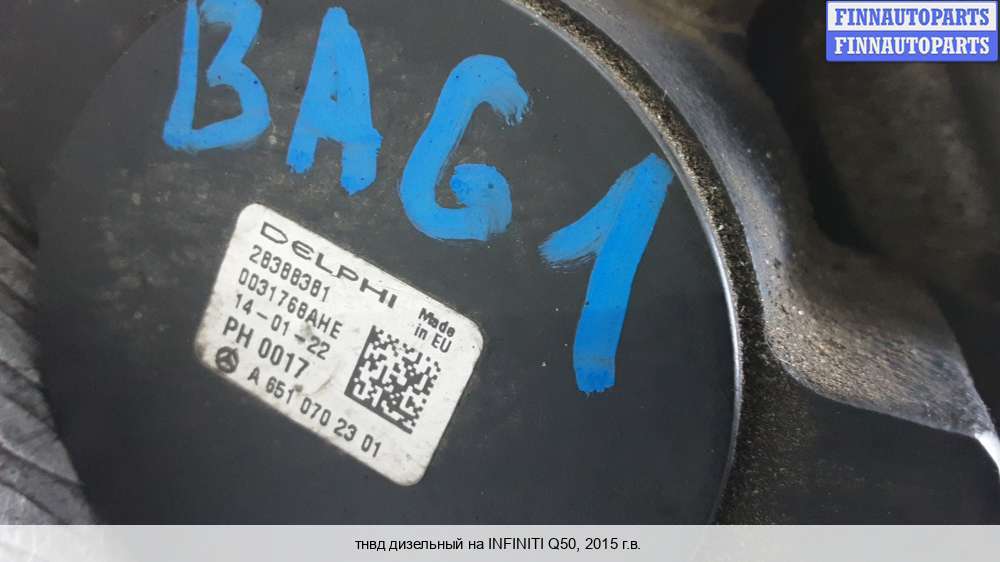 FINNAUTOPARTS
FINNAUTOPARTS
BAG1
DELPHI
28388381
0031768AHE
14-01-22
PH 0017
Made
in EU
A 651 070 23 01
тнвд дизельный на INFINITI Q50, 2015 г.в.